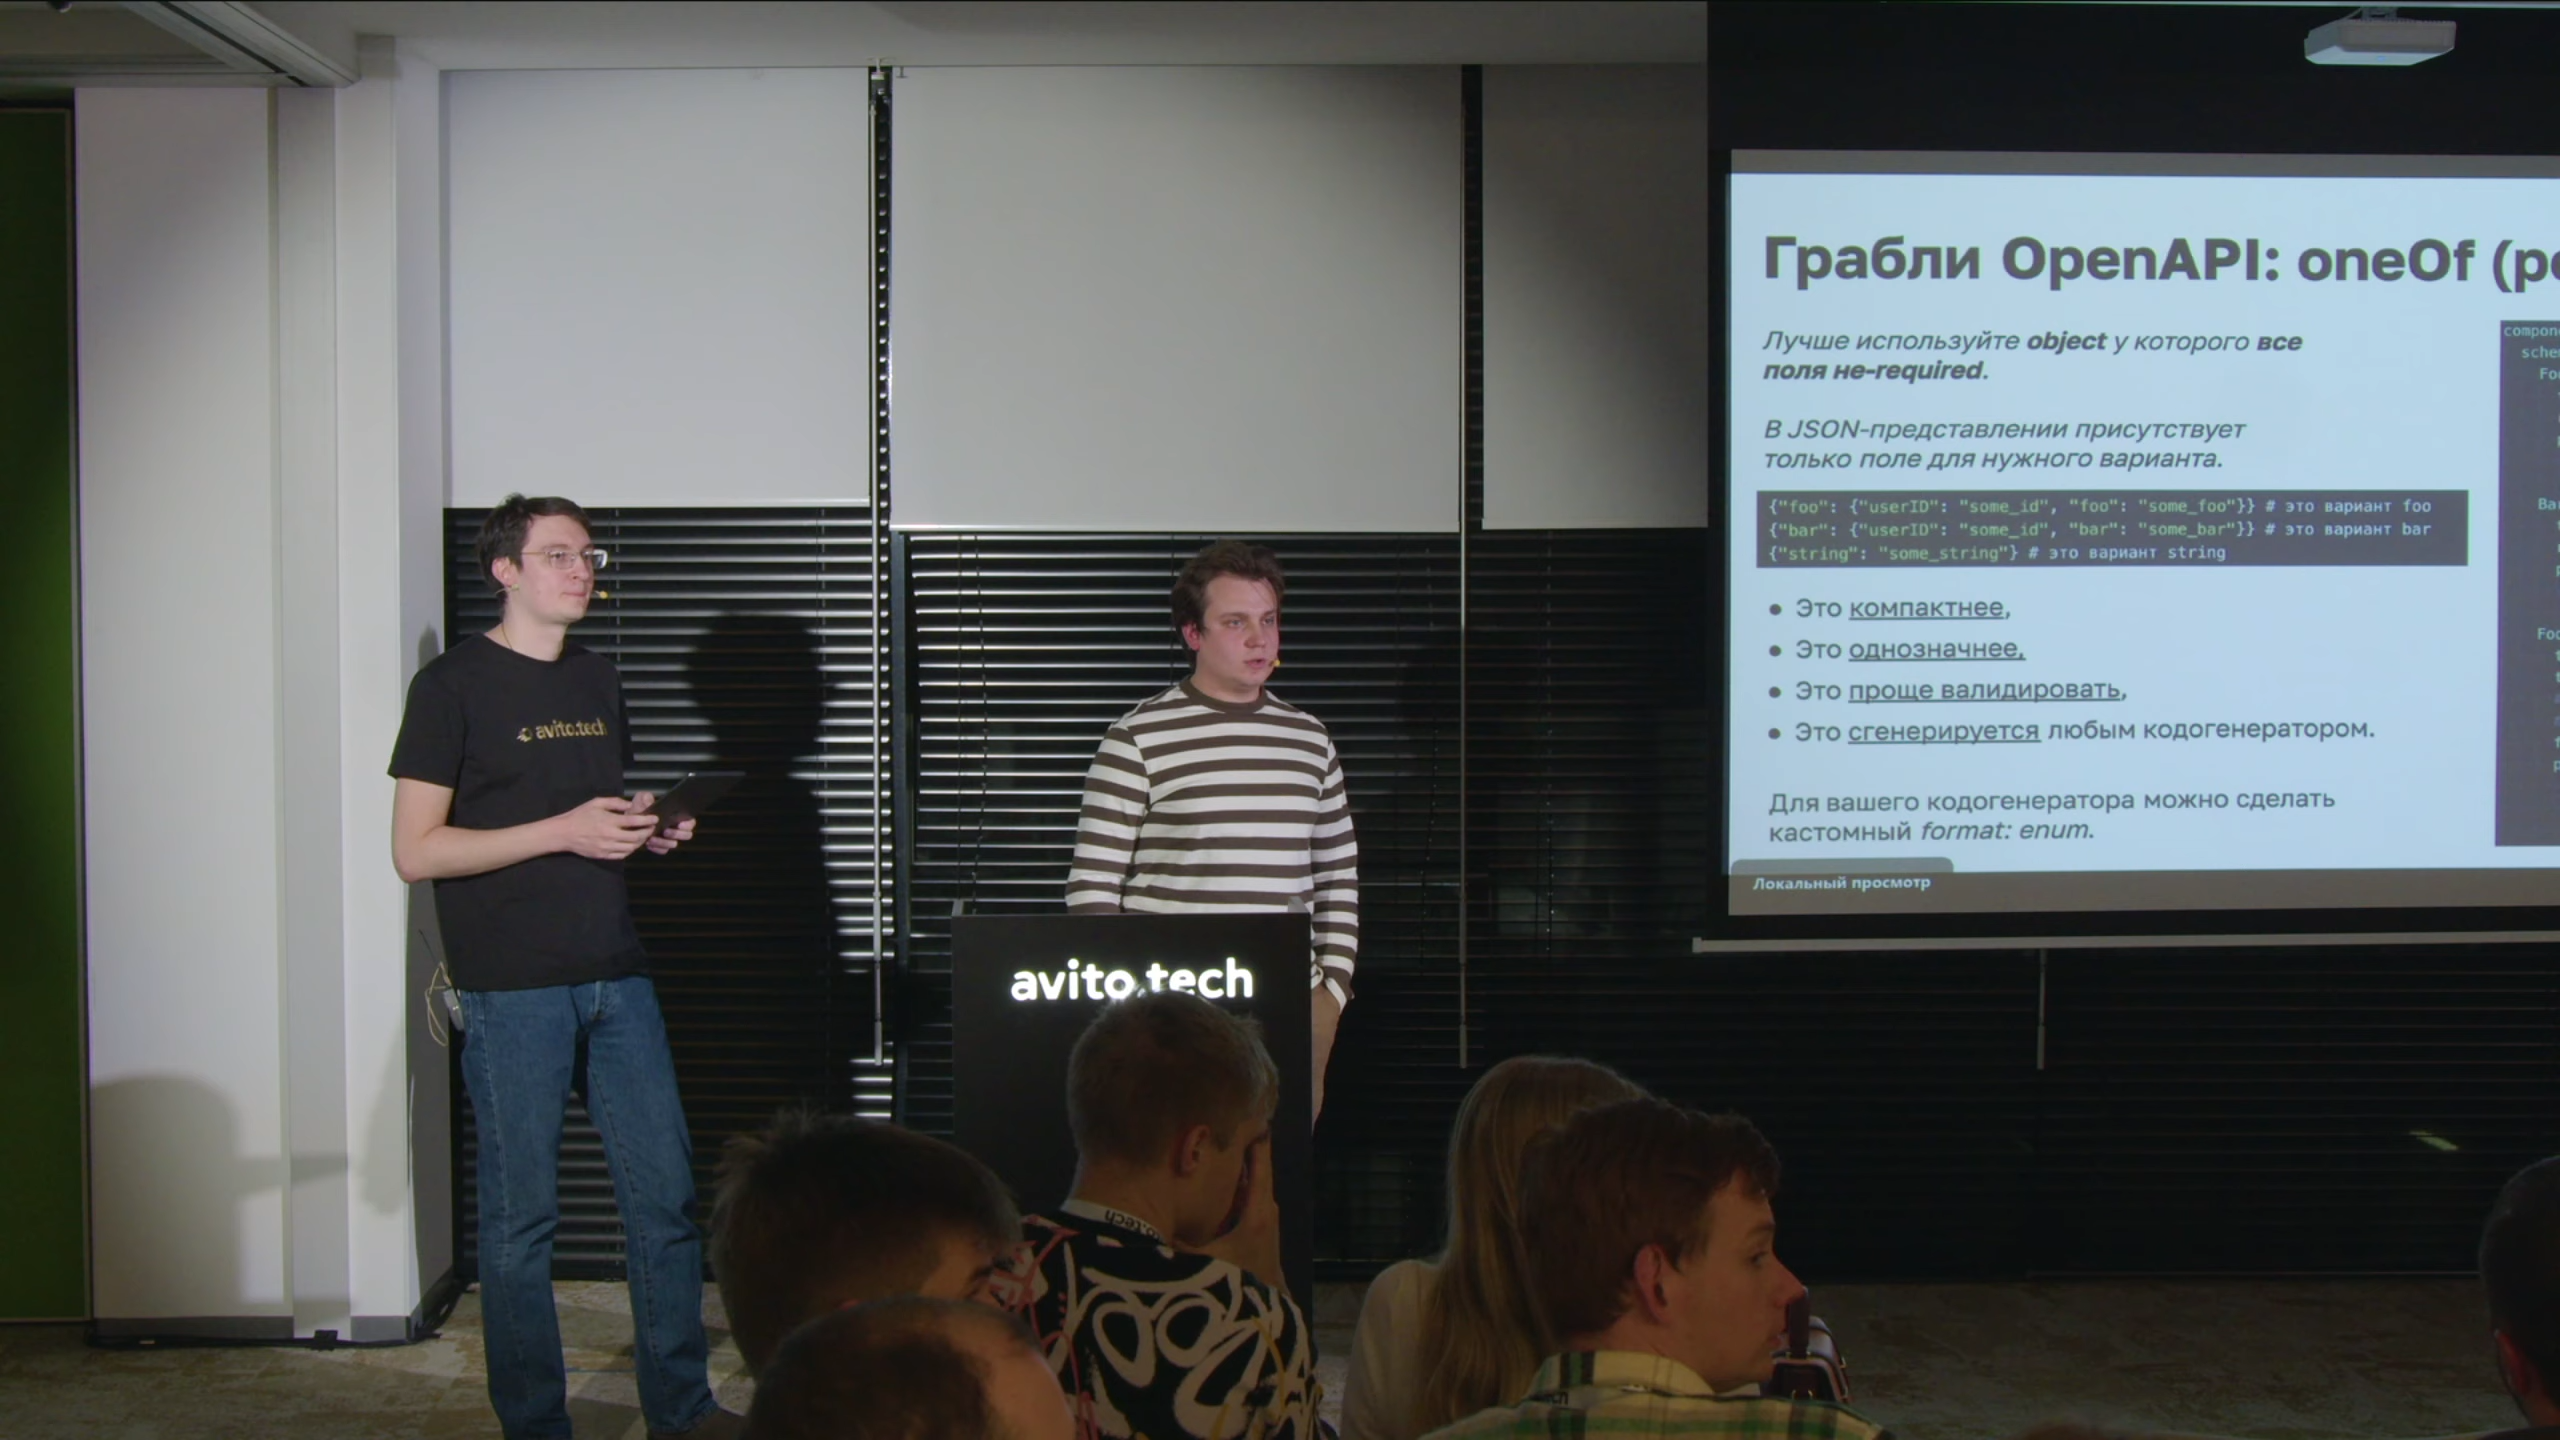 Грабли OpenAPI: oneOf
Лучше используйте object у которого все
поля не-required.
В JSON-представлении присутствует
только поле для нужного варианта.
{"foo": {"userID": "some_id", "foo": "some_foo"}} # это вариант foo
{"bar": {"userID": "some_id", "bar": "some_bar"}} # это вариант bar
{"string": "some_string"} # это вариант string
• Это компактнее,
• Это однозначнее,
• Это проще валидировать,
• Это сгенерируется любым кодогенератором.
Для вашего кодогенератора можно сделать
кастомный format: enum.
Локальный просмотр
avito.tech
avito.tech